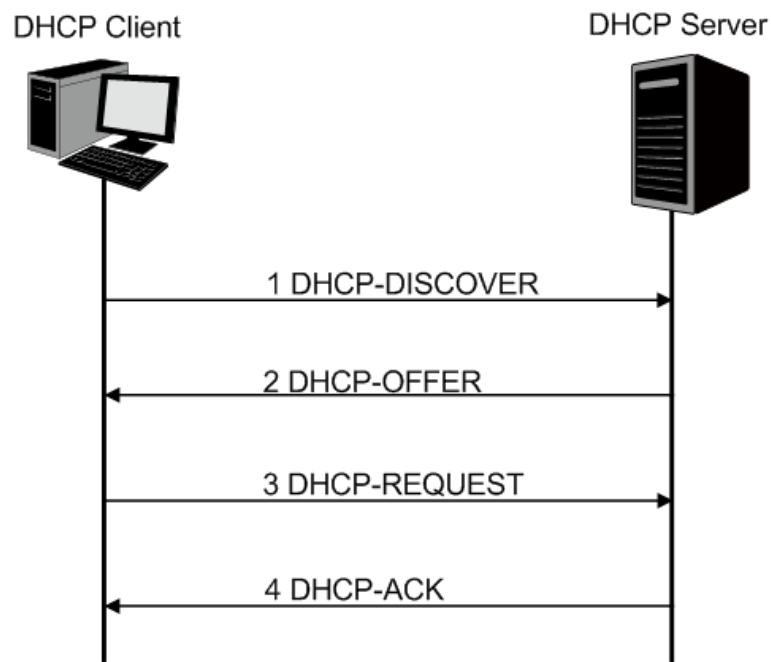 DHCP Client
DHCP Server
1 DHCP-DISCOVER
2 DHCP-OFFER
3 DHCP-REQUEST
4 DHCP-ACK